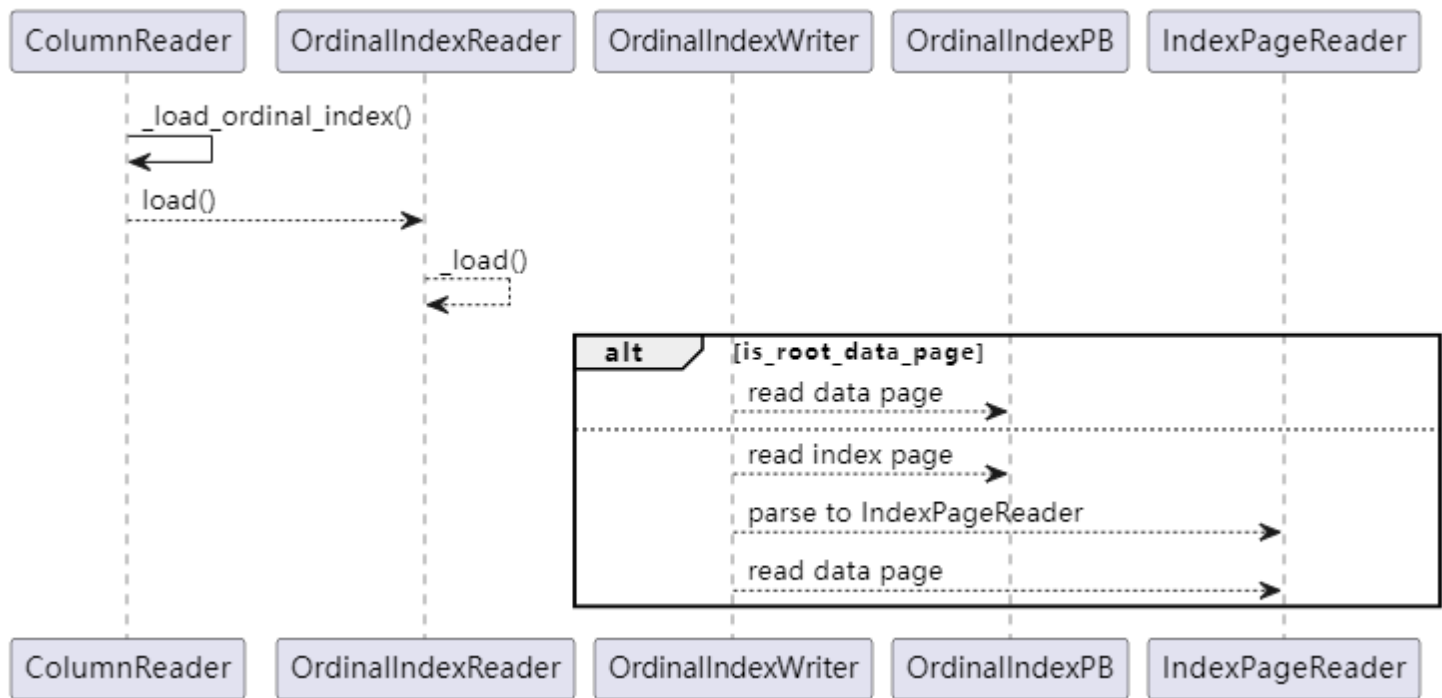 ColumnReader OrdinalIndexReader OrdinalIndexWriter OrdinalIndexPB IndexPageReader
_load_ordinal_index()
load()
_load()
alt [is_root_data_page]
read data page
read index page
parse to IndexPageReader
read data page
ColumnReader OrdinalIndexReader OrdinalIndexWriter OrdinalIndexPB IndexPageReader